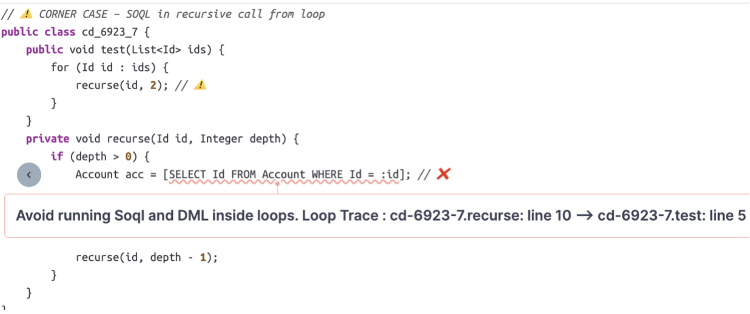 // ⚠️ CORNER CASE – SOQL in recursive call from loop
public class cd_6923_7 {
    public void test(List<Id> ids) {
        for (Id id : ids) {
            recurse(id, 2); // ⚠️
        }
    }
    private void recurse(Id id, Integer depth) {
        if (depth > 0) {
            Account acc = [SELECT Id FROM Account WHERE Id = :id]; // ❌
Avoid running Soql and DML inside loops. Loop Trace : cd-6923-7.recurse: line 10 --> cd-6923-7.test: line 5
            recurse(id, depth - 1);
        }
    }
}